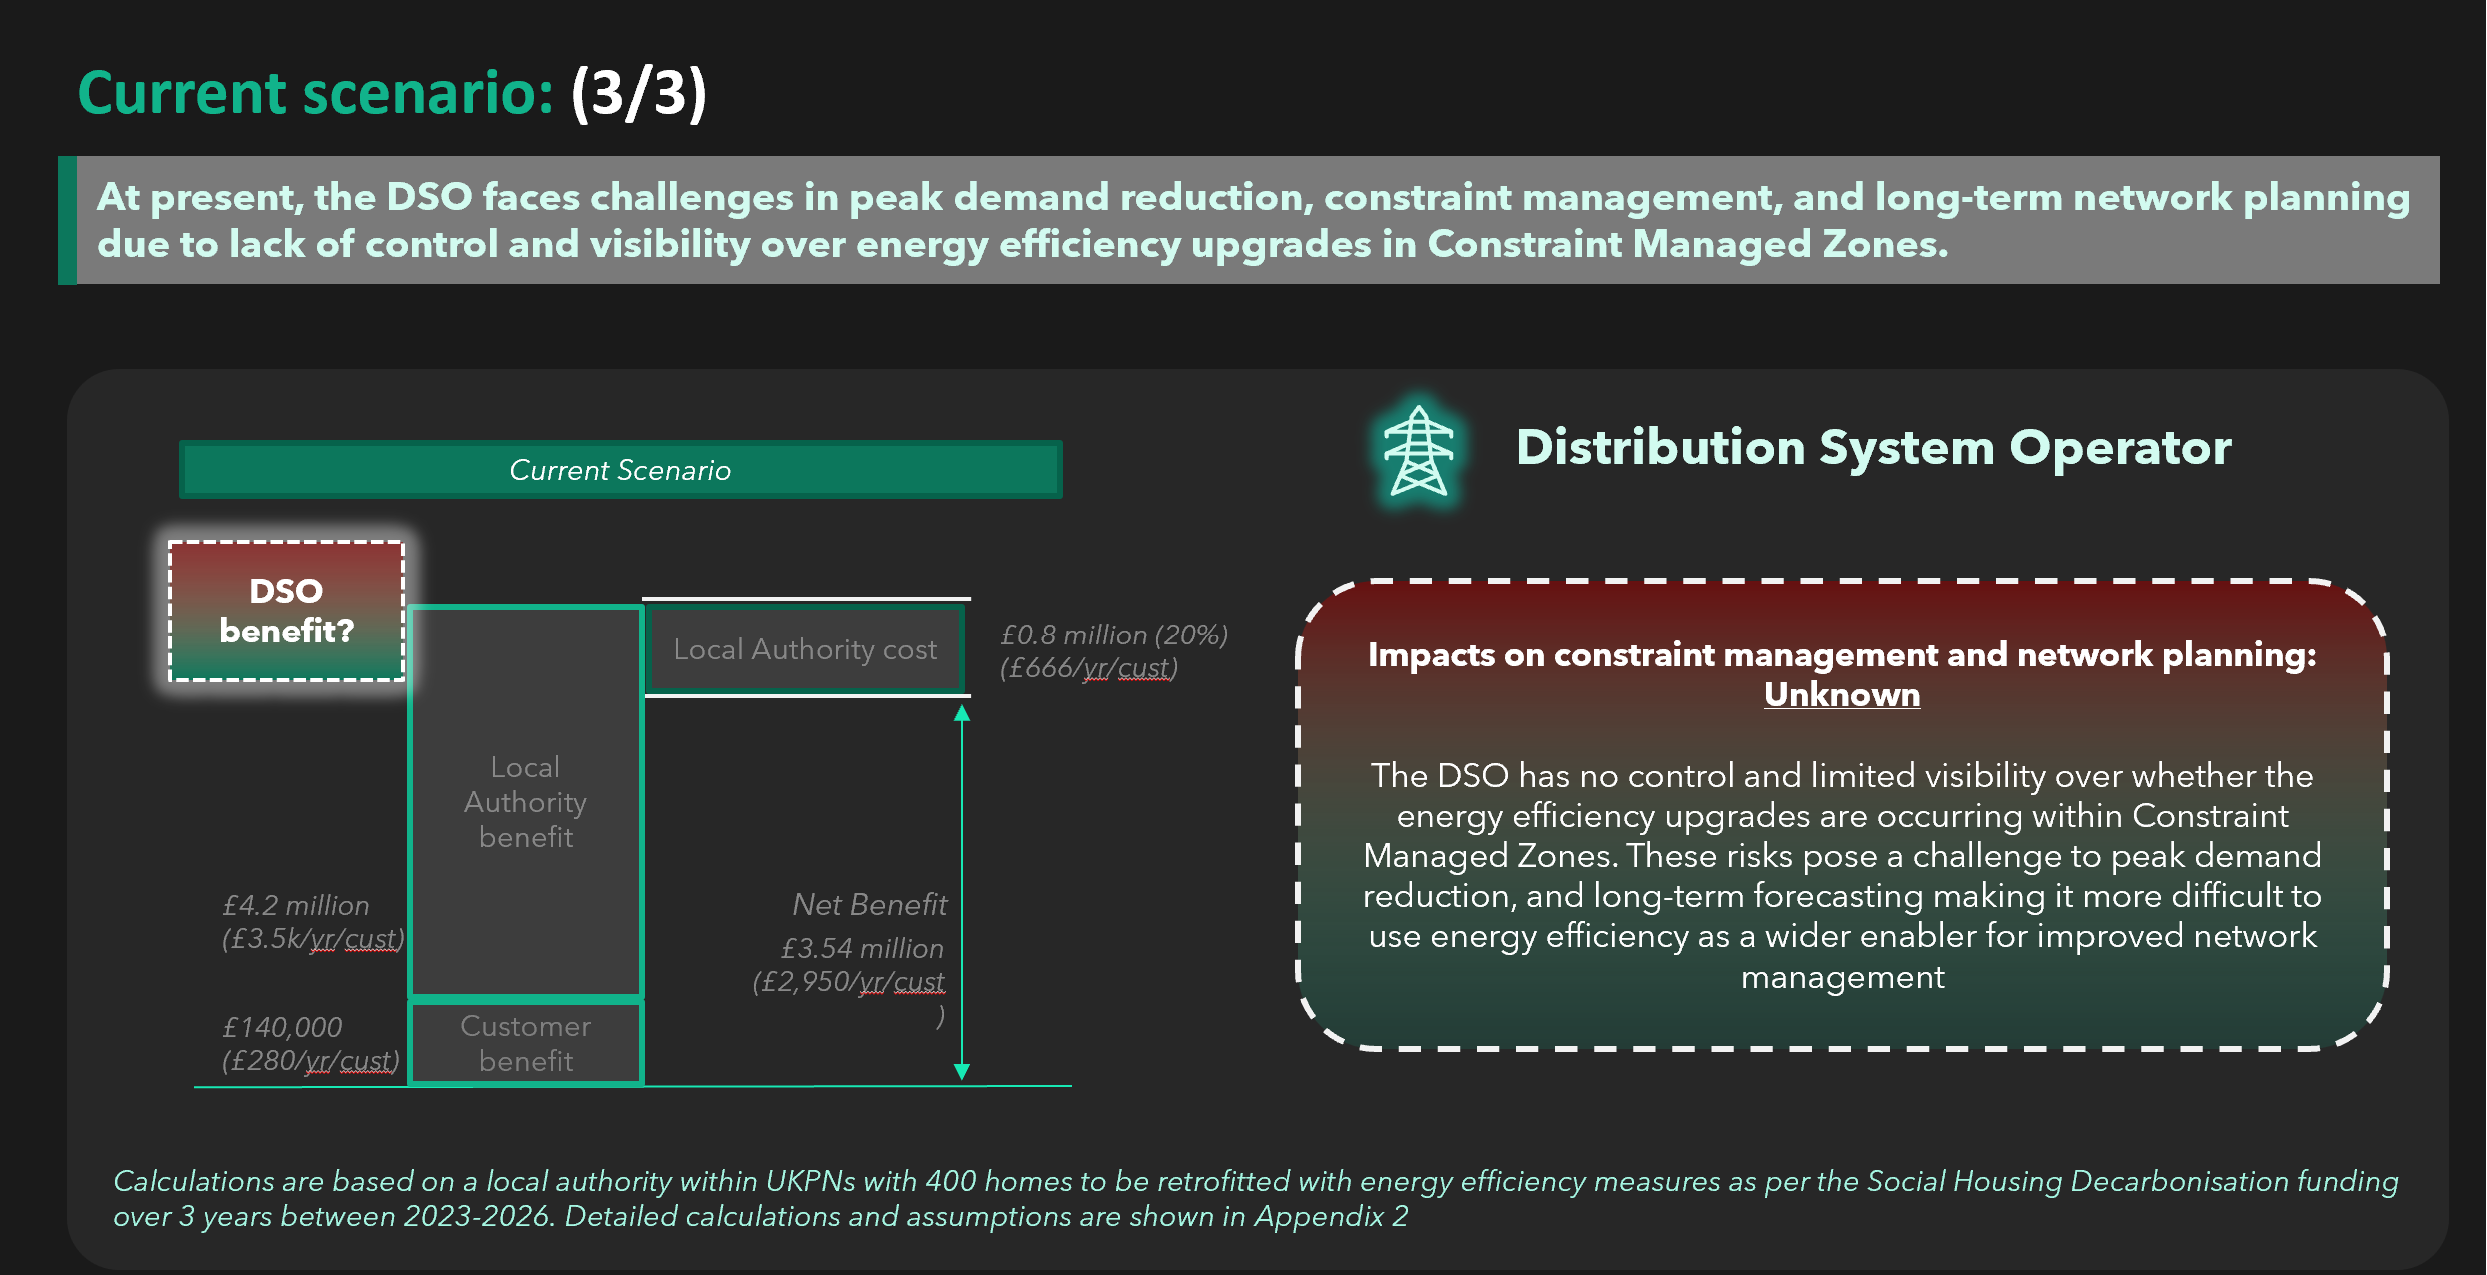 Current scenario: (3/3)
At present, the DSO faces challenges in peak demand reduction, constraint management, and long-term network planning
due to lack of control and visibility over energy efficiency upgrades in Constraint Managed Zones.
Current Scenario
DSO
benefit?
Local
Authority
benefit
Local Authority cost
£0.8 million (20%)
(£666/yr/cust)
£4.2 million
(£3.5k/yr/cust)
Net Benefit
£3.54 million
(£2,950/yr/cust
)
£140,000
(£280/yr/cust)
Customer
benefit
Distribution System Operator
Impacts on constraint management and network planning:
Unknown
The DSO has no control and limited visibility over whether the
energy efficiency upgrades are occurring within Constraint
Managed Zones. These risks pose a challenge to peak demand
reduction, and long-term forecasting making it more difficult to
use energy efficiency as a wider enabler for improved network
management
Calculations are based on a local authority within UKPNs with 400 homes to be retrofitted with energy efficiency measures as per the Social Housing Decarbonisation funding
over 3 years between 2023-2026. Detailed calculations and assumptions are shown in Appendix 2